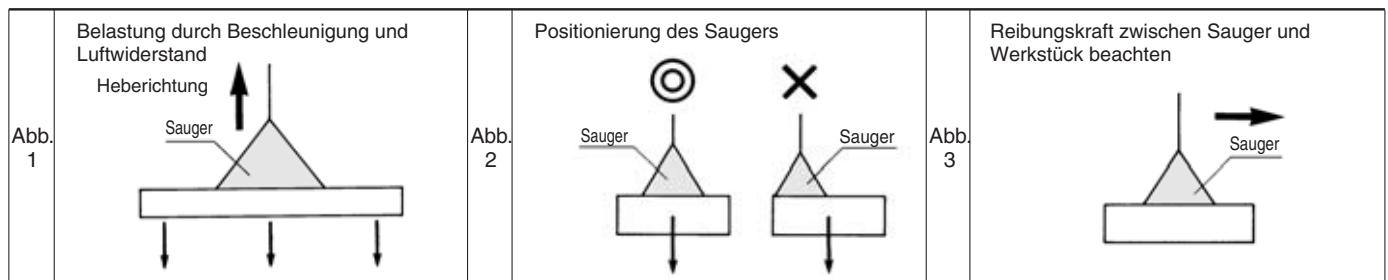 Abb.
1
Belastung durch Beschleunigung und
Luftwiderstand
Heberichtung
Sauger
Abb.
2
Positionierung des Saugers
Sauger
Sauger
Abb.
3
Reibungskraft zwischen Sauger und
Werkstück beachten
Sauger